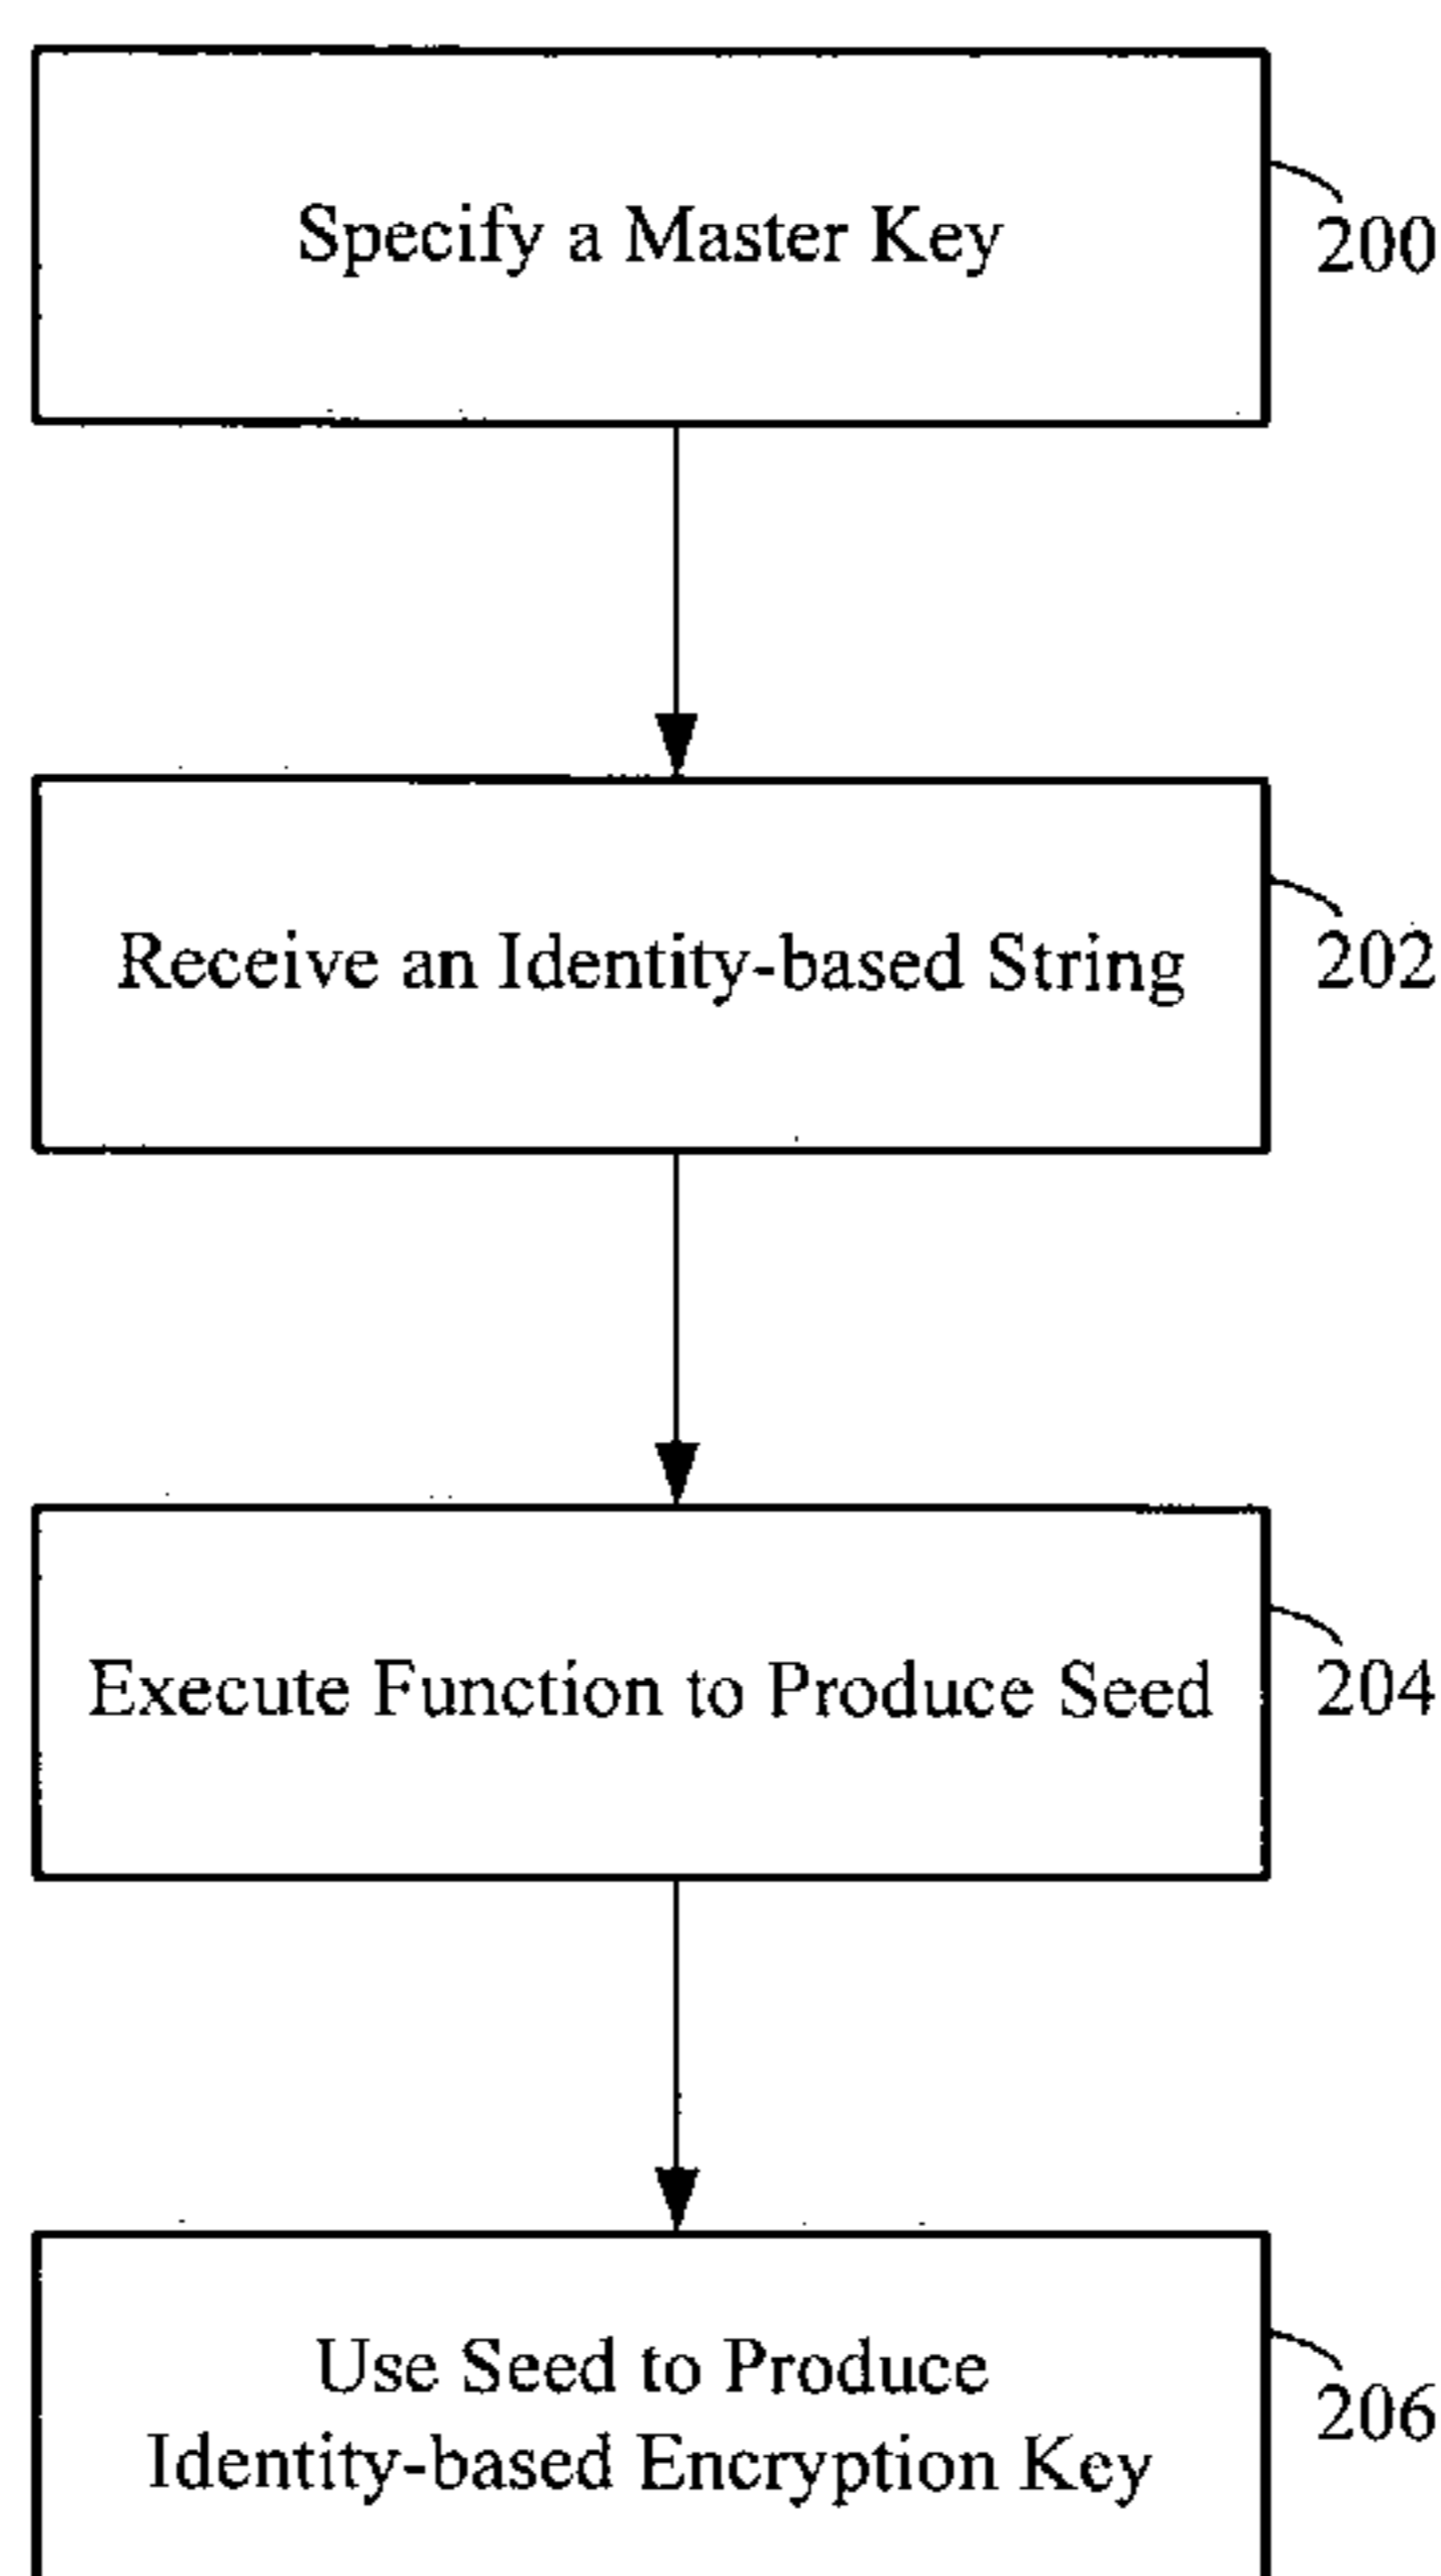 Specify a Master Key
200
Receive an Identity-based String
202
Execute Function to Produce Seed
204
Use Seed to Produce
Identity-based Encryption Key
206